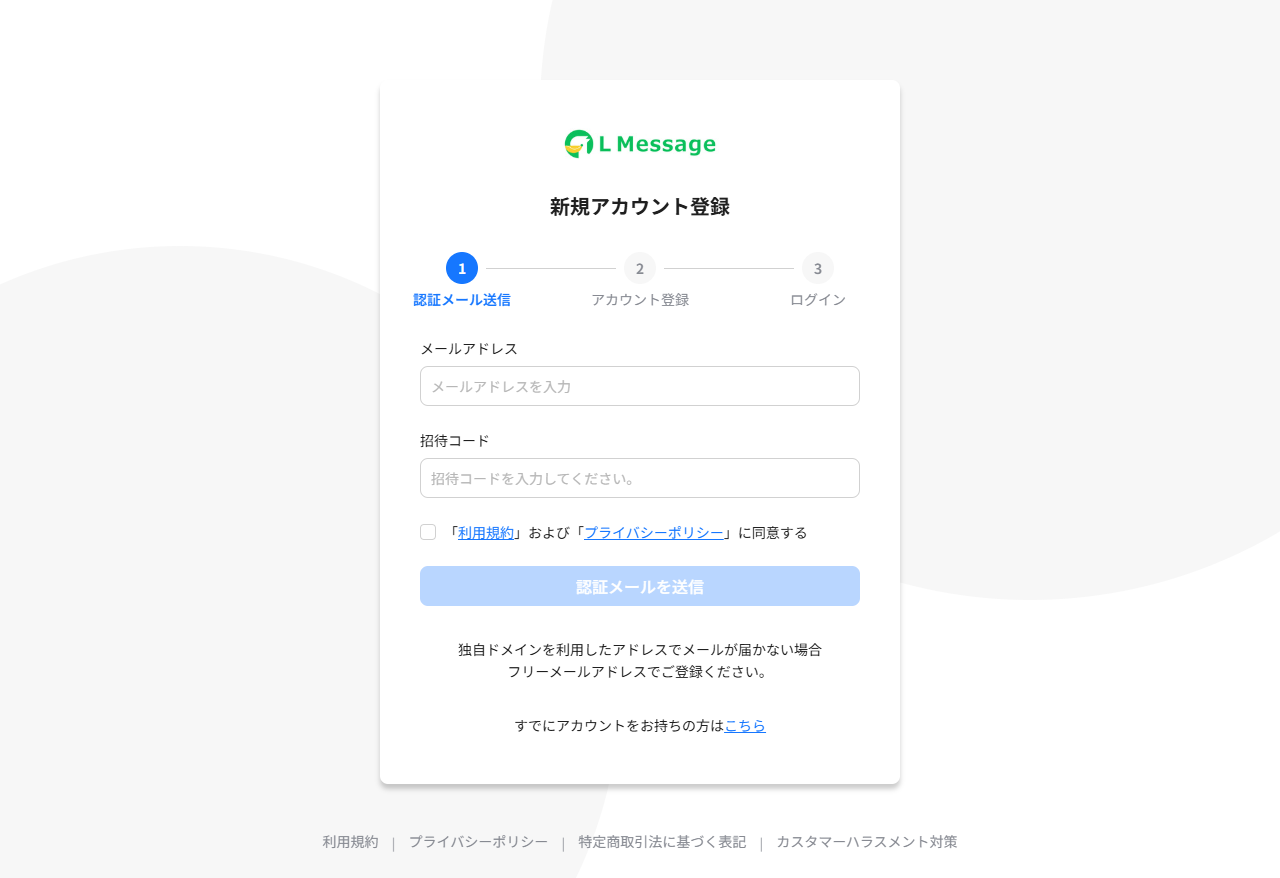 L Message
新規アカウント登録
1 2 3
認証メール送信 アカウント登録 ログイン
メールアドレス
メールアドレスを入力
招待コード
招待コードを入力してください。
「利用規約」および「プライバシーポリシー」に同意する
認証メールを送信
独自ドメインを利用したアドレスでメールが届かない場合
フリーメールアドレスでご登録ください。
すでにアカウントをお持ちの方はこちら
利用規約 | プライバシーポリシー | 特定商取引法に基づく表記 | カスタマーハラスメント対策